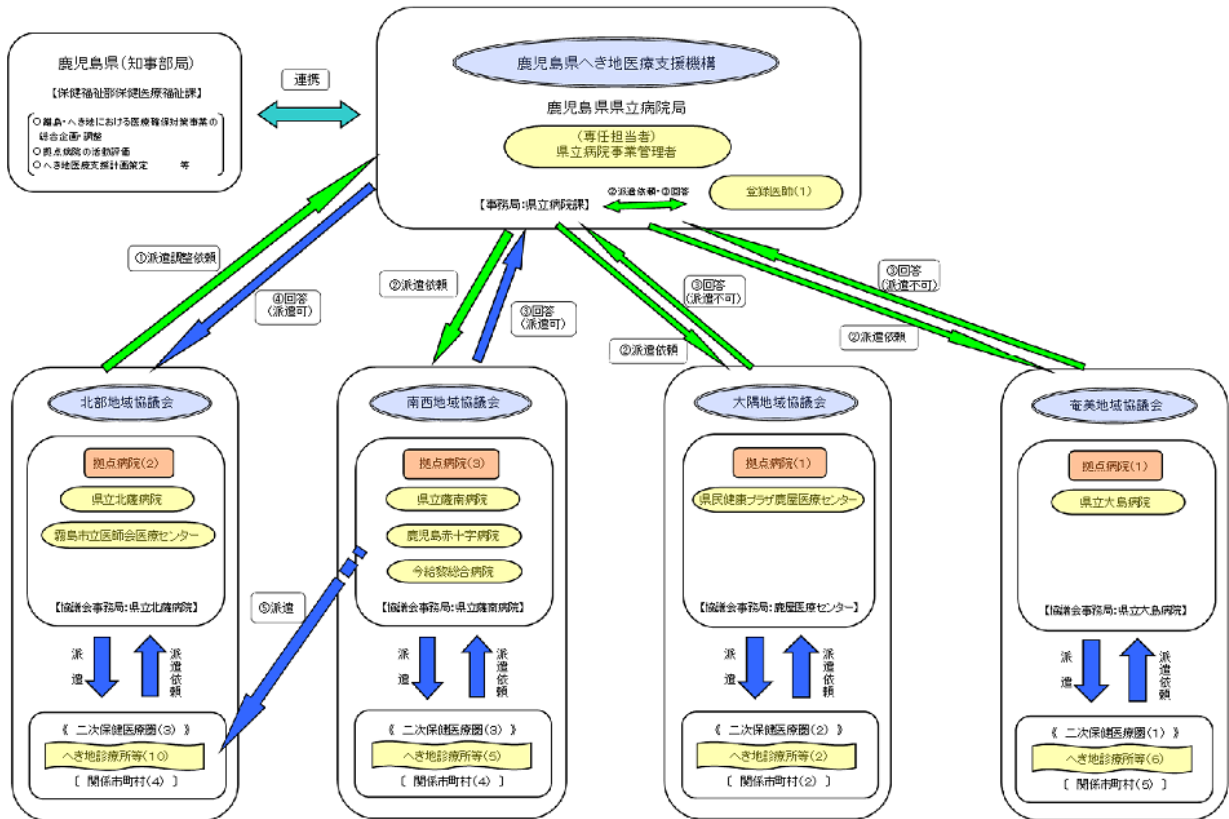 鹿児島県(知事部局)
【保健福祉部保健医療福祉課】
○離島・へき地における医療確保対策事業の
総合企画・調整
○拠点病院の活動評価
○へき地医療支援計画策定 等
連携
鹿児島県へき地医療支援機構
鹿児島県県立病院局
(専任担当者)
県立病院事業管理者
登録医師(1)
②派遣依頼・③回答
【事務局:県立病院課】
①派遣調整依頼
④回答
(派遣可)
②派遣依頼
③回答
(派遣可)
③回答
(派遣不可)
②派遣依頼
③回答
(派遣不可)
②派遣依頼
北部地域協議会
拠点病院(2)
県立北薩病院
霧島市立医師会医療センター
【協議会事務局:県立北薩病院】
派遣
派遣依頼
《 二次保健医療圏(3) 》
へき地診療所等(10)
[ 関係市町村(4) ]
⑤派遣
南西地域協議会
拠点病院(3)
県立薩南病院
鹿児島赤十字病院
今給黎総合病院
【協議会事務局:県立薩南病院】
派遣
派遣依頼
《 二次保健医療圏(3) 》
へき地診療所等(5)
[ 関係市町村(4) ]
大隅地域協議会
拠点病院(1)
県民健康プラザ鹿屋医療センター
【協議会事務局:鹿屋医療センター】
派遣
派遣依頼
《 二次保健医療圏(2) 》
へき地診療所等(2)
[ 関係市町村(2) ]
奄美地域協議会
拠点病院(1)
県立大島病院
【協議会事務局:県立大島病院】
派遣
派遣依頼
《 二次保健医療圏(1) 》
へき地診療所等(6)
[ 関係市町村(5) ]